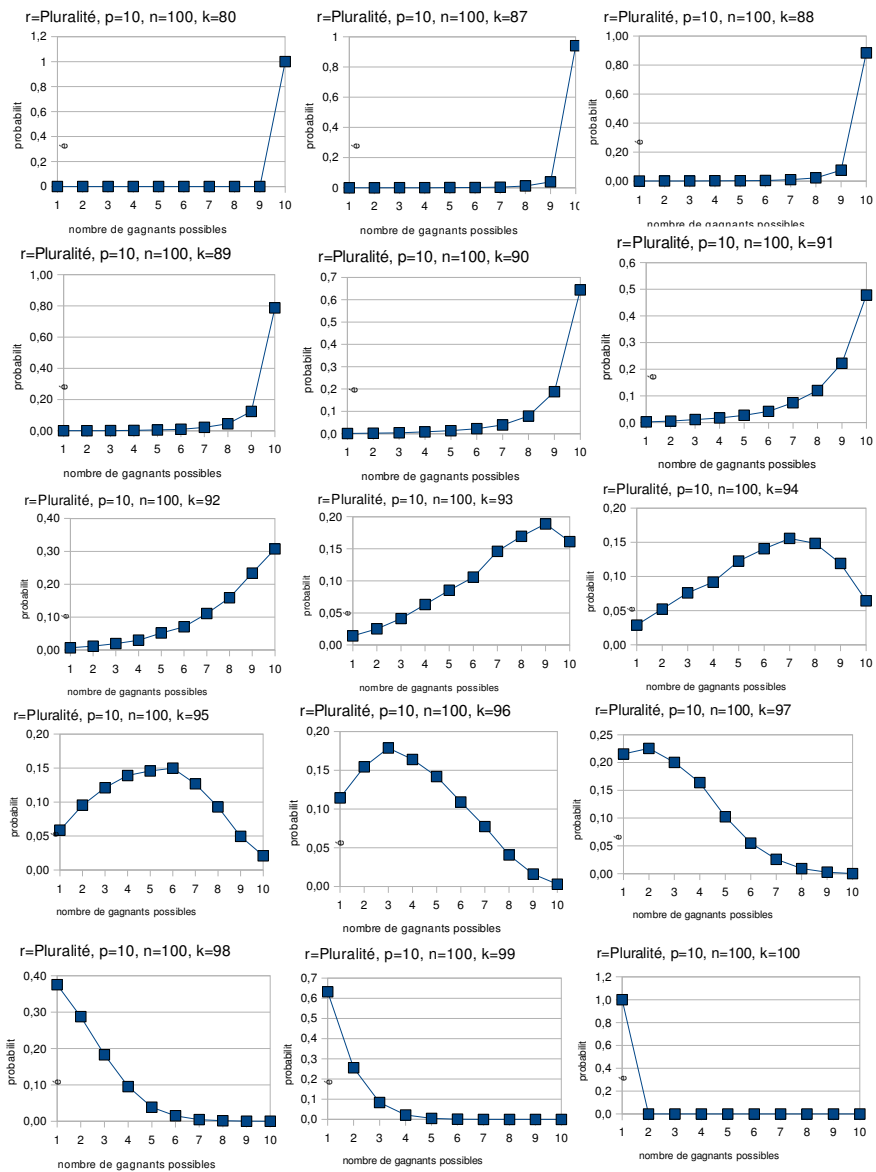 r=Pluralité, p=10, n=100, k=80
1,2
1
0,8
0,6
0,4
0,2
0
probabilit
é
1 2 3 4 5 6 7 8 9 10
nombre de gagnants possibles
r=Pluralité, p=10, n=100, k=87
1
0,8
0,6
0,4
0,2
0
probabilit
é
1 2 3 4 5 6 7 8 9 10
nombre de gagnants possibles
r=Pluralité, p=10, n=100, k=88
1,00
0,80
0,60
0,40
0,20
0,00
probabilit
é
1 2 3 4 5 6 7 8 9 10
nombre de gagnants possibles
r=Pluralité, p=10, n=100, k=89
1,00
0,80
0,60
0,40
0,20
0,00
probabilit
é
1 2 3 4 5 6 7 8 9 10
nombre de gagnants possibles
r=Pluralité, p=10, n=100, k=90
0,7
0,6
0,5
0,4
0,3
0,2
0,1
0,0
probabilit
é
1 2 3 4 5 6 7 8 9 10
nombre de gagnants possibles
r=Pluralité, p=10, n=100, k=91
0,6
0,5
0,4
0,3
0,2
0,1
0,0
probabilit
é
1 2 3 4 5 6 7 8 9 10
nombre de gagnants possibles
r=Pluralité, p=10, n=100, k=92
0,40
0,30
0,20
0,10
0,00
probabilit
é
1 2 3 4 5 6 7 8 9 10
nombre de gagnants possibles
r=Pluralité, p=10, n=100, k=93
0,20
0,15
0,10
0,05
0,00
probabilit
é
1 2 3 4 5 6 7 8 9 10
nombre de gagnants possibles
r=Pluralité, p=10, n=100, k=94
0,20
0,15
0,10
0,05
0,00
probabilit
é
1 2 3 4 5 6 7 8 9 10
nombre de gagnants possibles
r=Pluralité, p=10, n=100, k=95
0,20
0,15
0,10
0,05
0,00
probabilit
é
1 2 3 4 5 6 7 8 9 10
nombre de gagnants possibles
r=Pluralité, p=10, n=100, k=96
0,20
0,15
0,10
0,05
0,00
probabilit
é
1 2 3 4 5 6 7 8 9 10
nombre de gagnants possibles
r=Pluralité, p=10, n=100, k=97
0,25
0,20
0,15
0,10
0,05
0,00
probabilit
é
1 2 3 4 5 6 7 8 9 10
nombre de gagnants possibles
r=Pluralité, p=10, n=100, k=98
0,40
0,30
0,20
0,10
0,00
probabilit
é
1 2 3 4 5 6 7 8 9 10
nombre de gagnants possibles
r=Pluralité, p=10, n=100, k=99
0,7
0,6
0,5
0,4
0,3
0,2
0,1
0,0
probabilit
é
1 2 3 4 5 6 7 8 9 10
nombre de gagnants possibles
r=Pluralité, p=10, n=100, k=100
1,2
1,0
0,8
0,6
0,4
0,2
0,0
probabilit
é
1 2 3 4 5 6 7 8 9 10
nombre de gagnants possibles